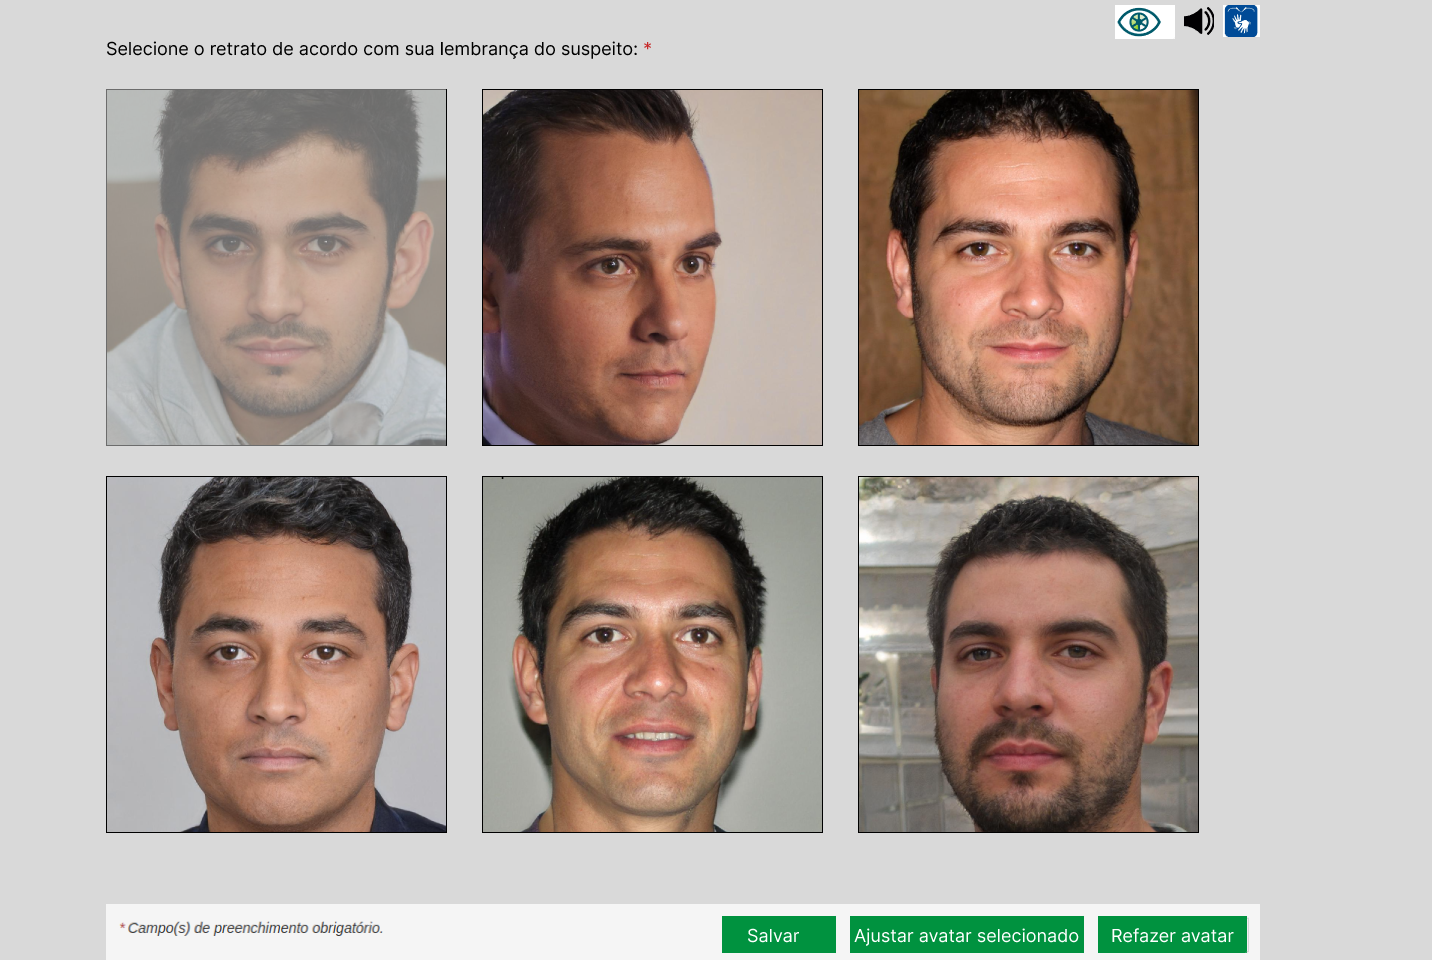 Selecione o retrato de acordo com sua lembrança do suspeito: *
* Campo(s) de preenchimento obrigatório.
Salvar
Ajustar avatar selecionado
Refazer avatar